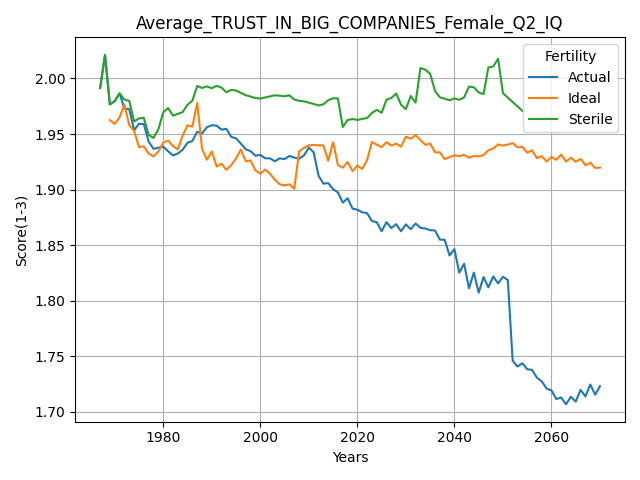 Average_TRUST_IN_BIG_COMPANIES_Female_Q2_IQ
Fertility
Actual
Ideal
Sterile
Score(1-3)
2.00
1.95
1.90
1.85
1.80
1.75
1.70
1980 2000 2020 2040 2060
Years